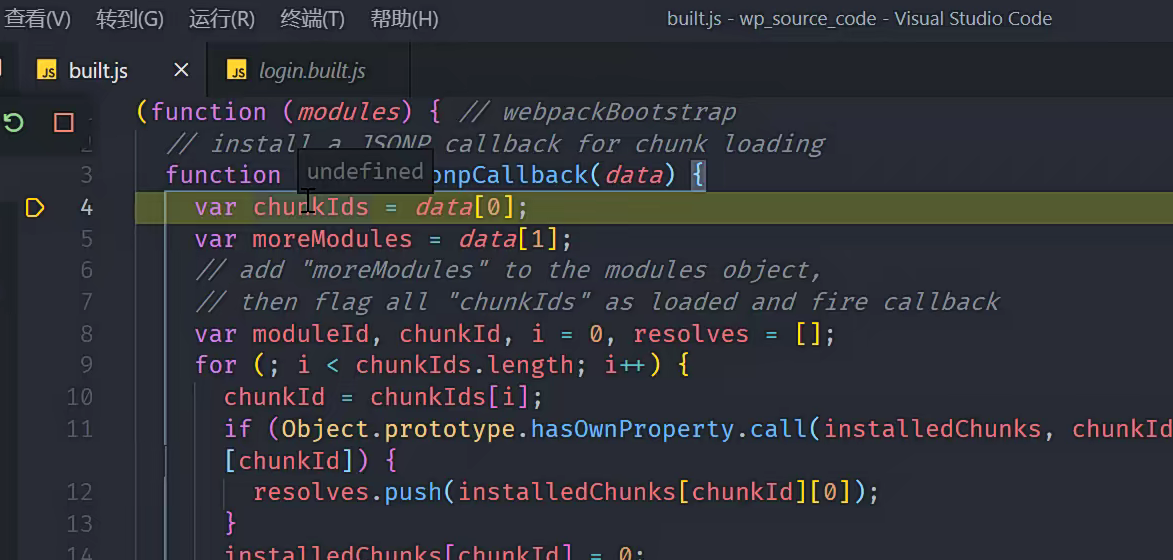 查看(V) 转到(G) 运行(R) 终端(T) 帮助(H) built.js - wp_source_code - Visual Studio Code
JS built.js JS login.built.js
(function (modules) { // webpackBootstrap
// install a JSONP callback for chunk loading
3 function onpCallback(data) {
undefined
4 var chunkIds = data[0];
5 var moreModules = data[1];
6 // add "moreModules" to the modules object,
7 // then flag all "chunkIds" as loaded and fire callback
8 var moduleId, chunkId, i = 0, resolves = [];
9 for (; i < chunkIds.length; i++) {
10 chunkId = chunkIds[i];
11 if (Object.prototype.hasOwnProperty.call(installedChunks, chunkId
[chunkId]) {
12 resolves.push(installedChunks[chunkId][0]);
13 }
14 installedChunks[chunkId] = 0;